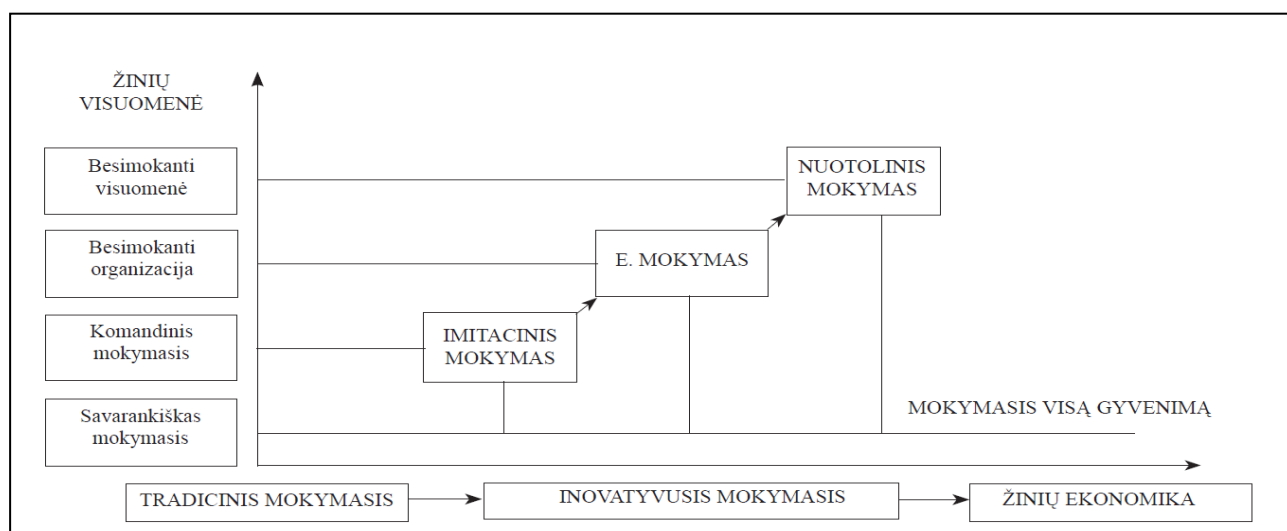 ŽINIŲ
VISUOMENĖ
Besimokanti
visuomenė
NUOTOLINIS
MOKYMAS
Besimokanti
organizacija
E. MOKYMAS
Komandinis
mokymasis
IMITACINIS
MOKYMAS
Savarankiškas
mokymasis
MOKYMASIS VISĄ GYVENIMĄ
TRADICINIS MOKYMASIS
INOVATYVUSIS MOKYMASIS
ŽINIŲ EKONOMIKA